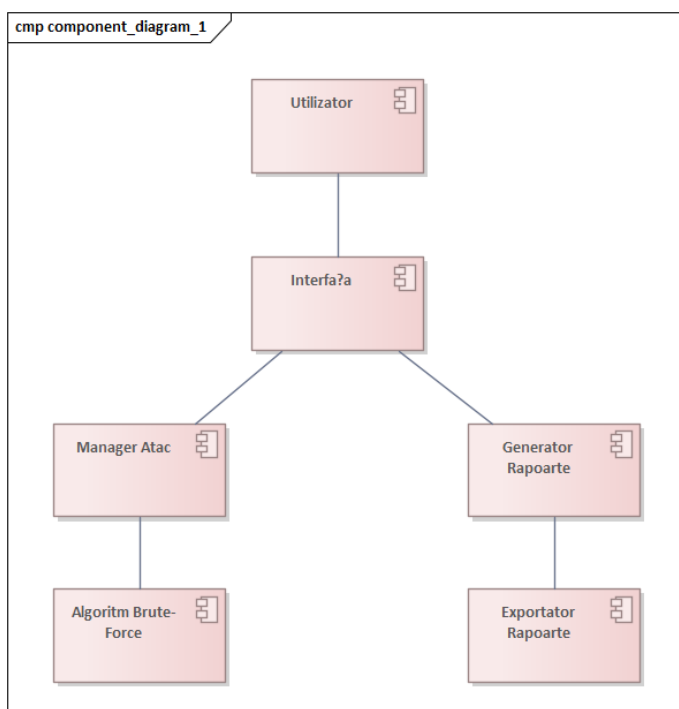 cmp component_diagram_1
Utilizator
Interfa?a
Manager Atac
Generator
Rapoarte
Algoritm Brute-
Force
Exportator
Rapoarte